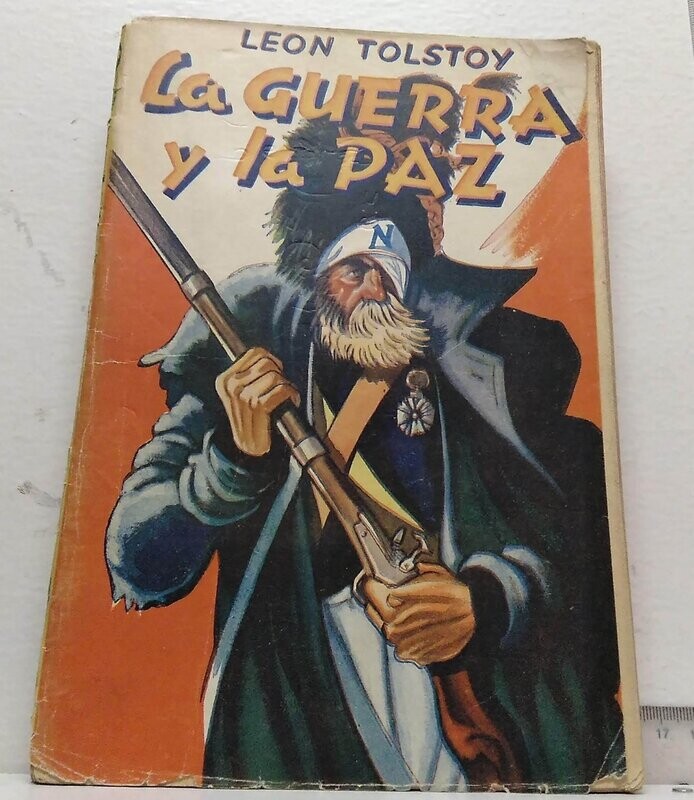 LEON TOLSTOY
La GUERRA
y la PAZ
N
17